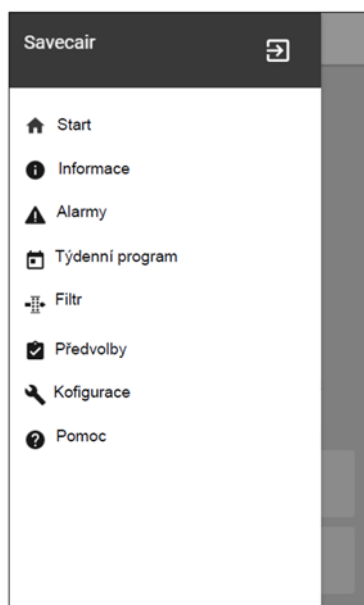 Savecair
Start
Informace
Alarmy
Týdenní program
Filtr
Předvolby
Kofigurace
Pomoc